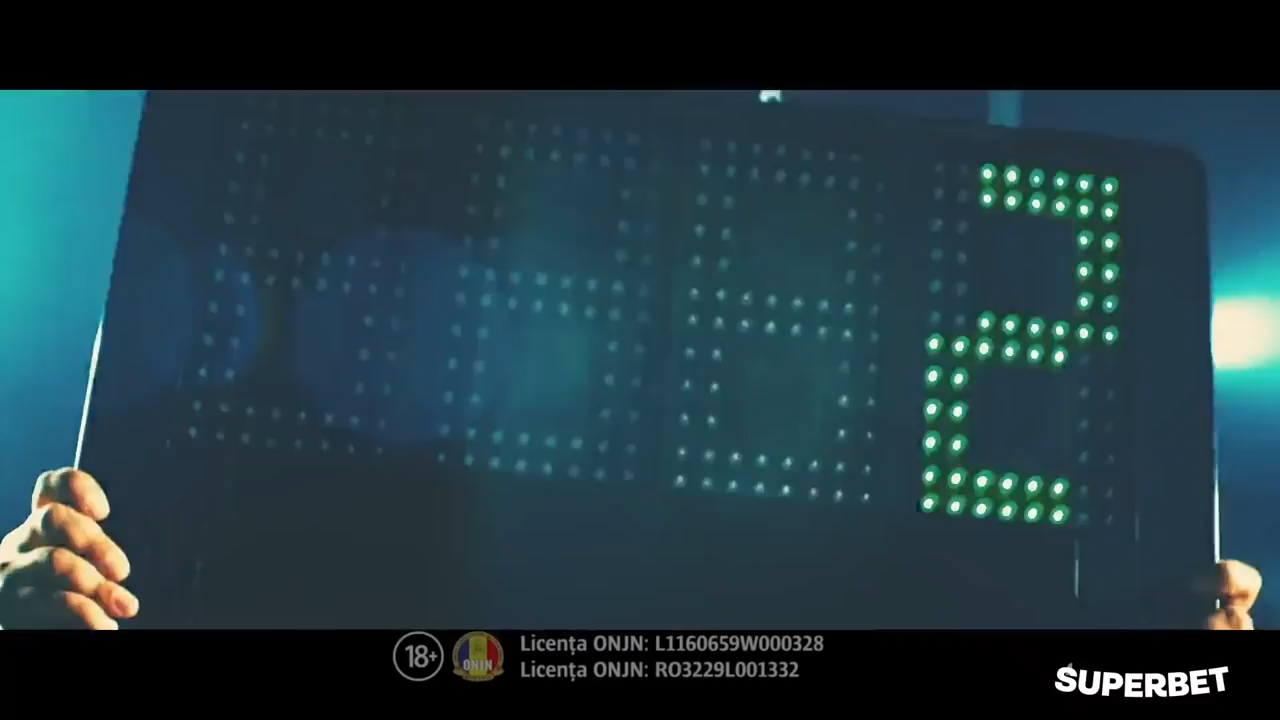 2
18+
ONJN
Licența ONJN: L1160659W000328
Licența ONJN: RO3229L001332
SUPERBET